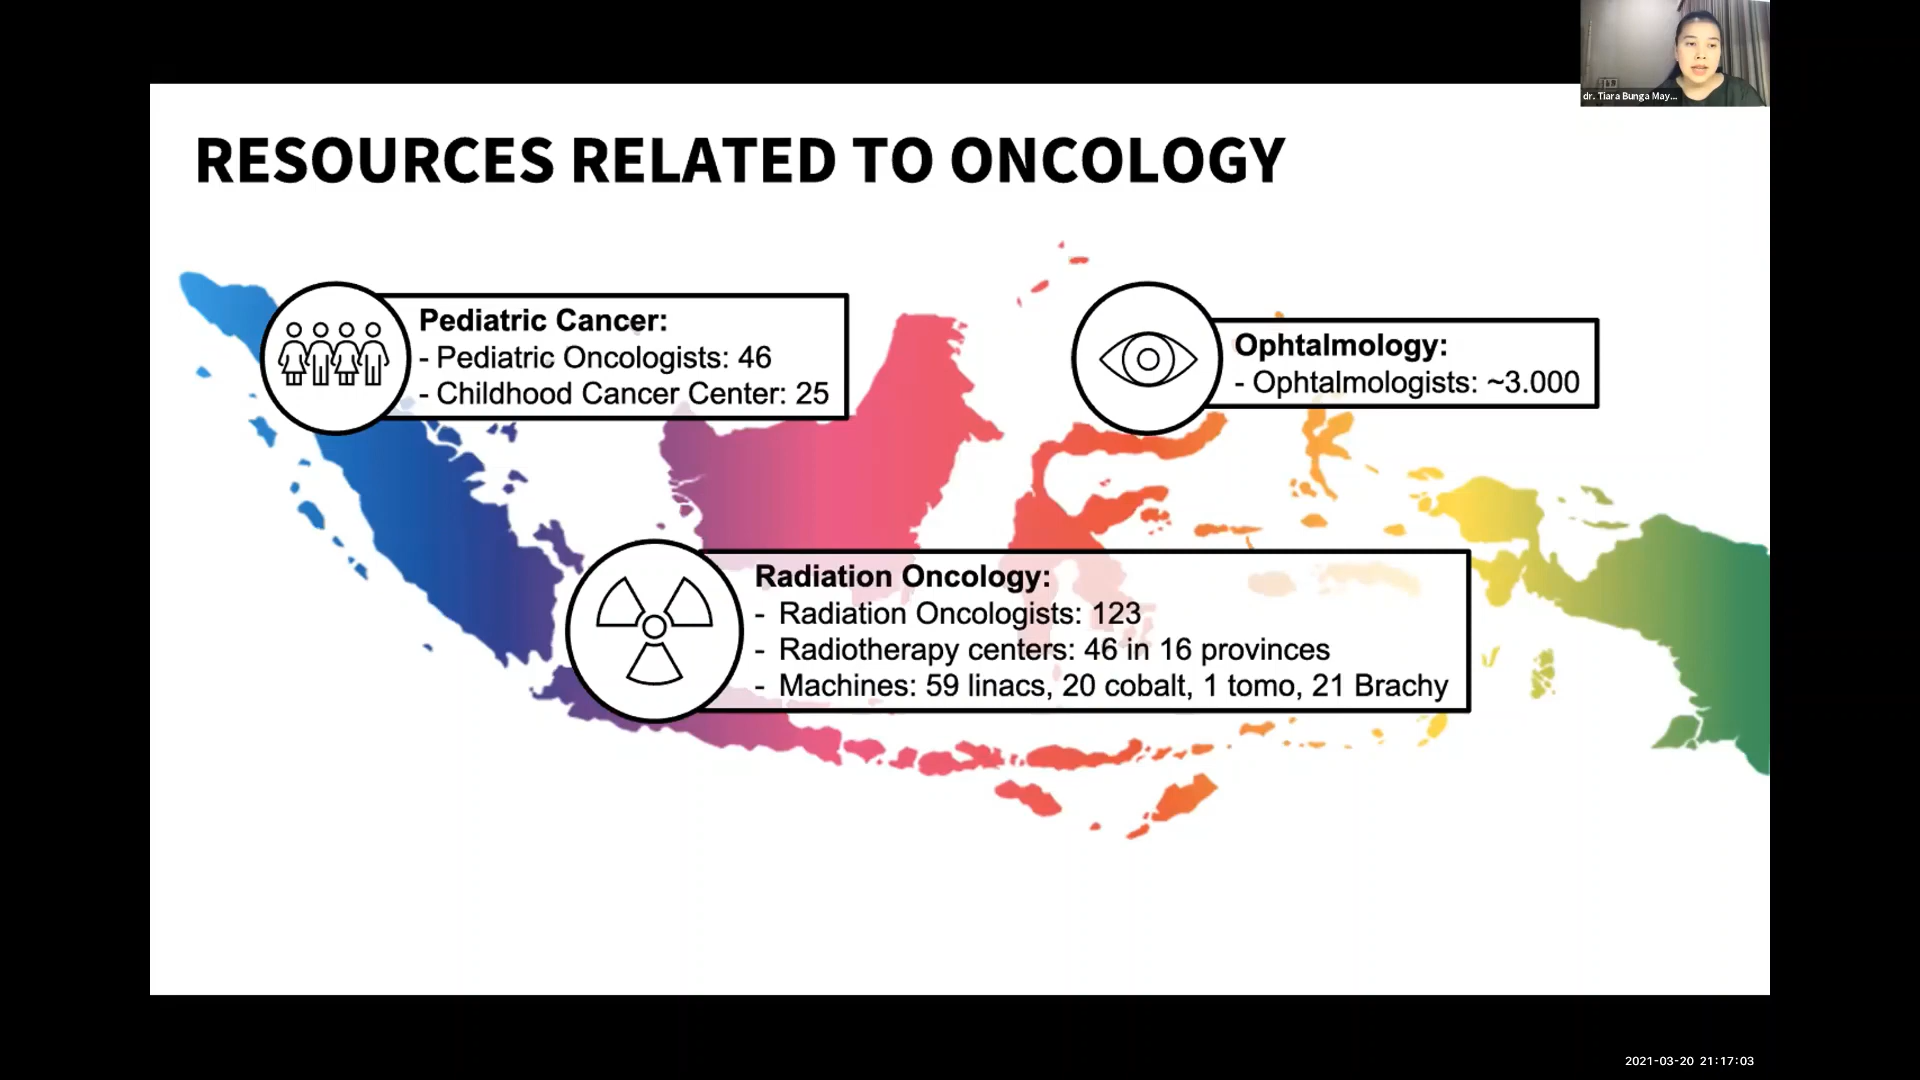 dr. Tiara Bunga May...
RESOURCES RELATED TO ONCOLOGY
Pediatric Cancer:
- Pediatric Oncologists: 46
- Childhood Cancer Center: 25
Ophtalmology:
- Ophtalmologists: ~3.000
Radiation Oncology:
- Radiation Oncologists: 123
- Radiotherapy centers: 46 in 16 provinces
- Machines: 59 linacs, 20 cobalt, 1 tomo, 21 Brachy
2021-03-20 21:17:03